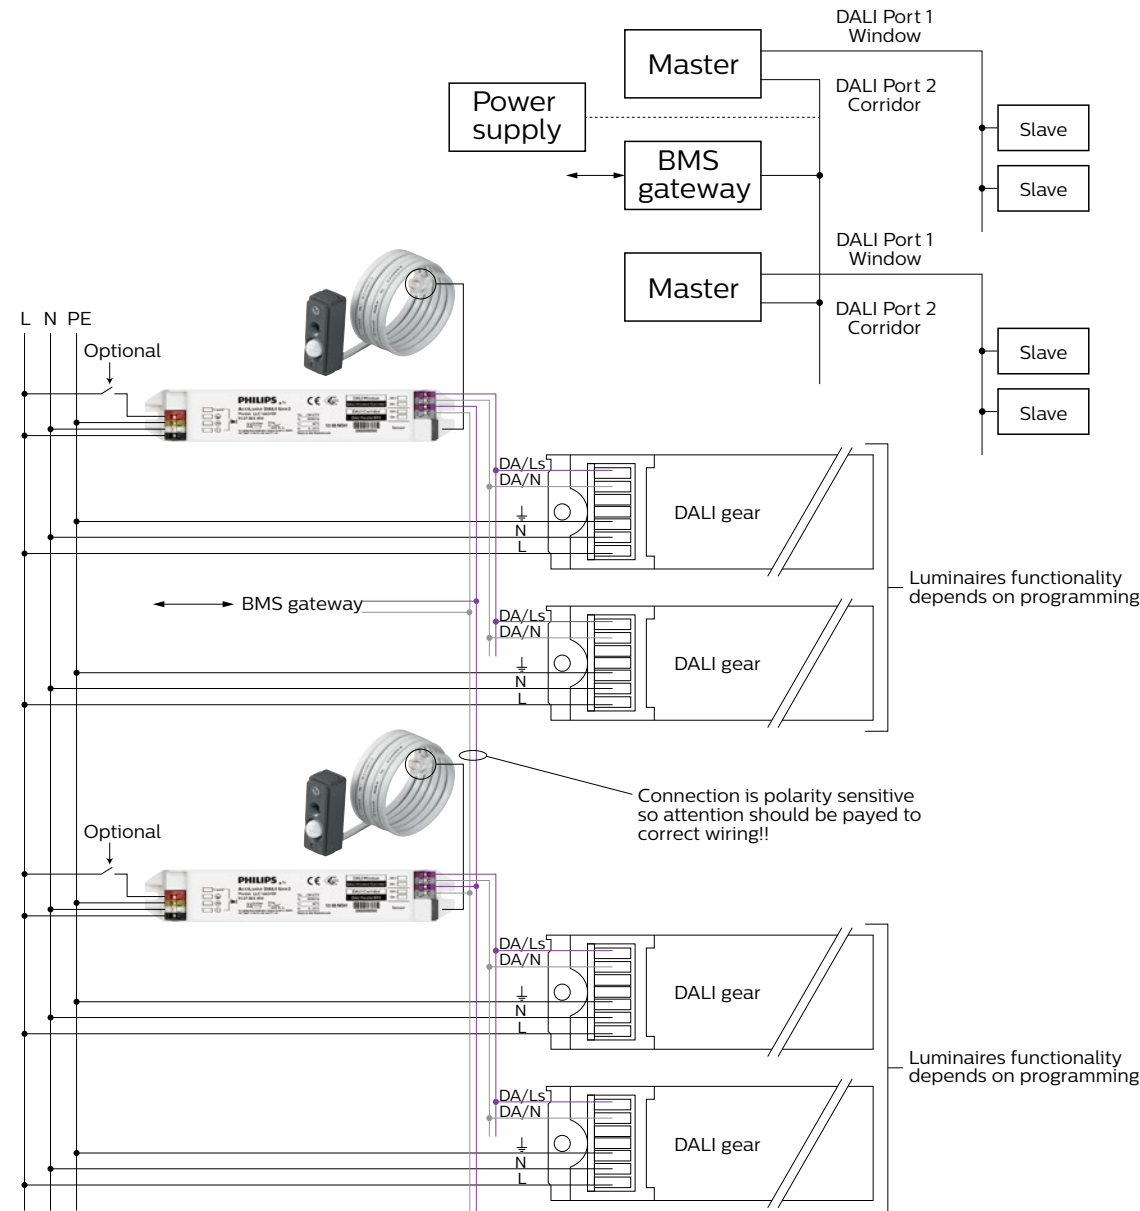 DALI Port 1
Window
Master
DALI Port 2
Corridor
Power
supply
Slave
BMS
gateway
Slave
DALI Port 1
Window
Master
DALI Port 2
Corridor
Slave
Slave
L N PE
Optional
PHILIPS
CE
DA/Ls
DA/N
DALI gear
N
L
Luminaires functionality
depends on programming
BMS gateway
DA/Ls
DA/N
DALI gear
N
L
Connection is polarity sensitive
so attention should be payed to
correct wiring!!
Optional
PHILIPS
CE
DA/Ls
DA/N
DALI gear
N
L
Luminaires functionality
depends on programming
DA/Ls
DA/N
DALI gear
N
L